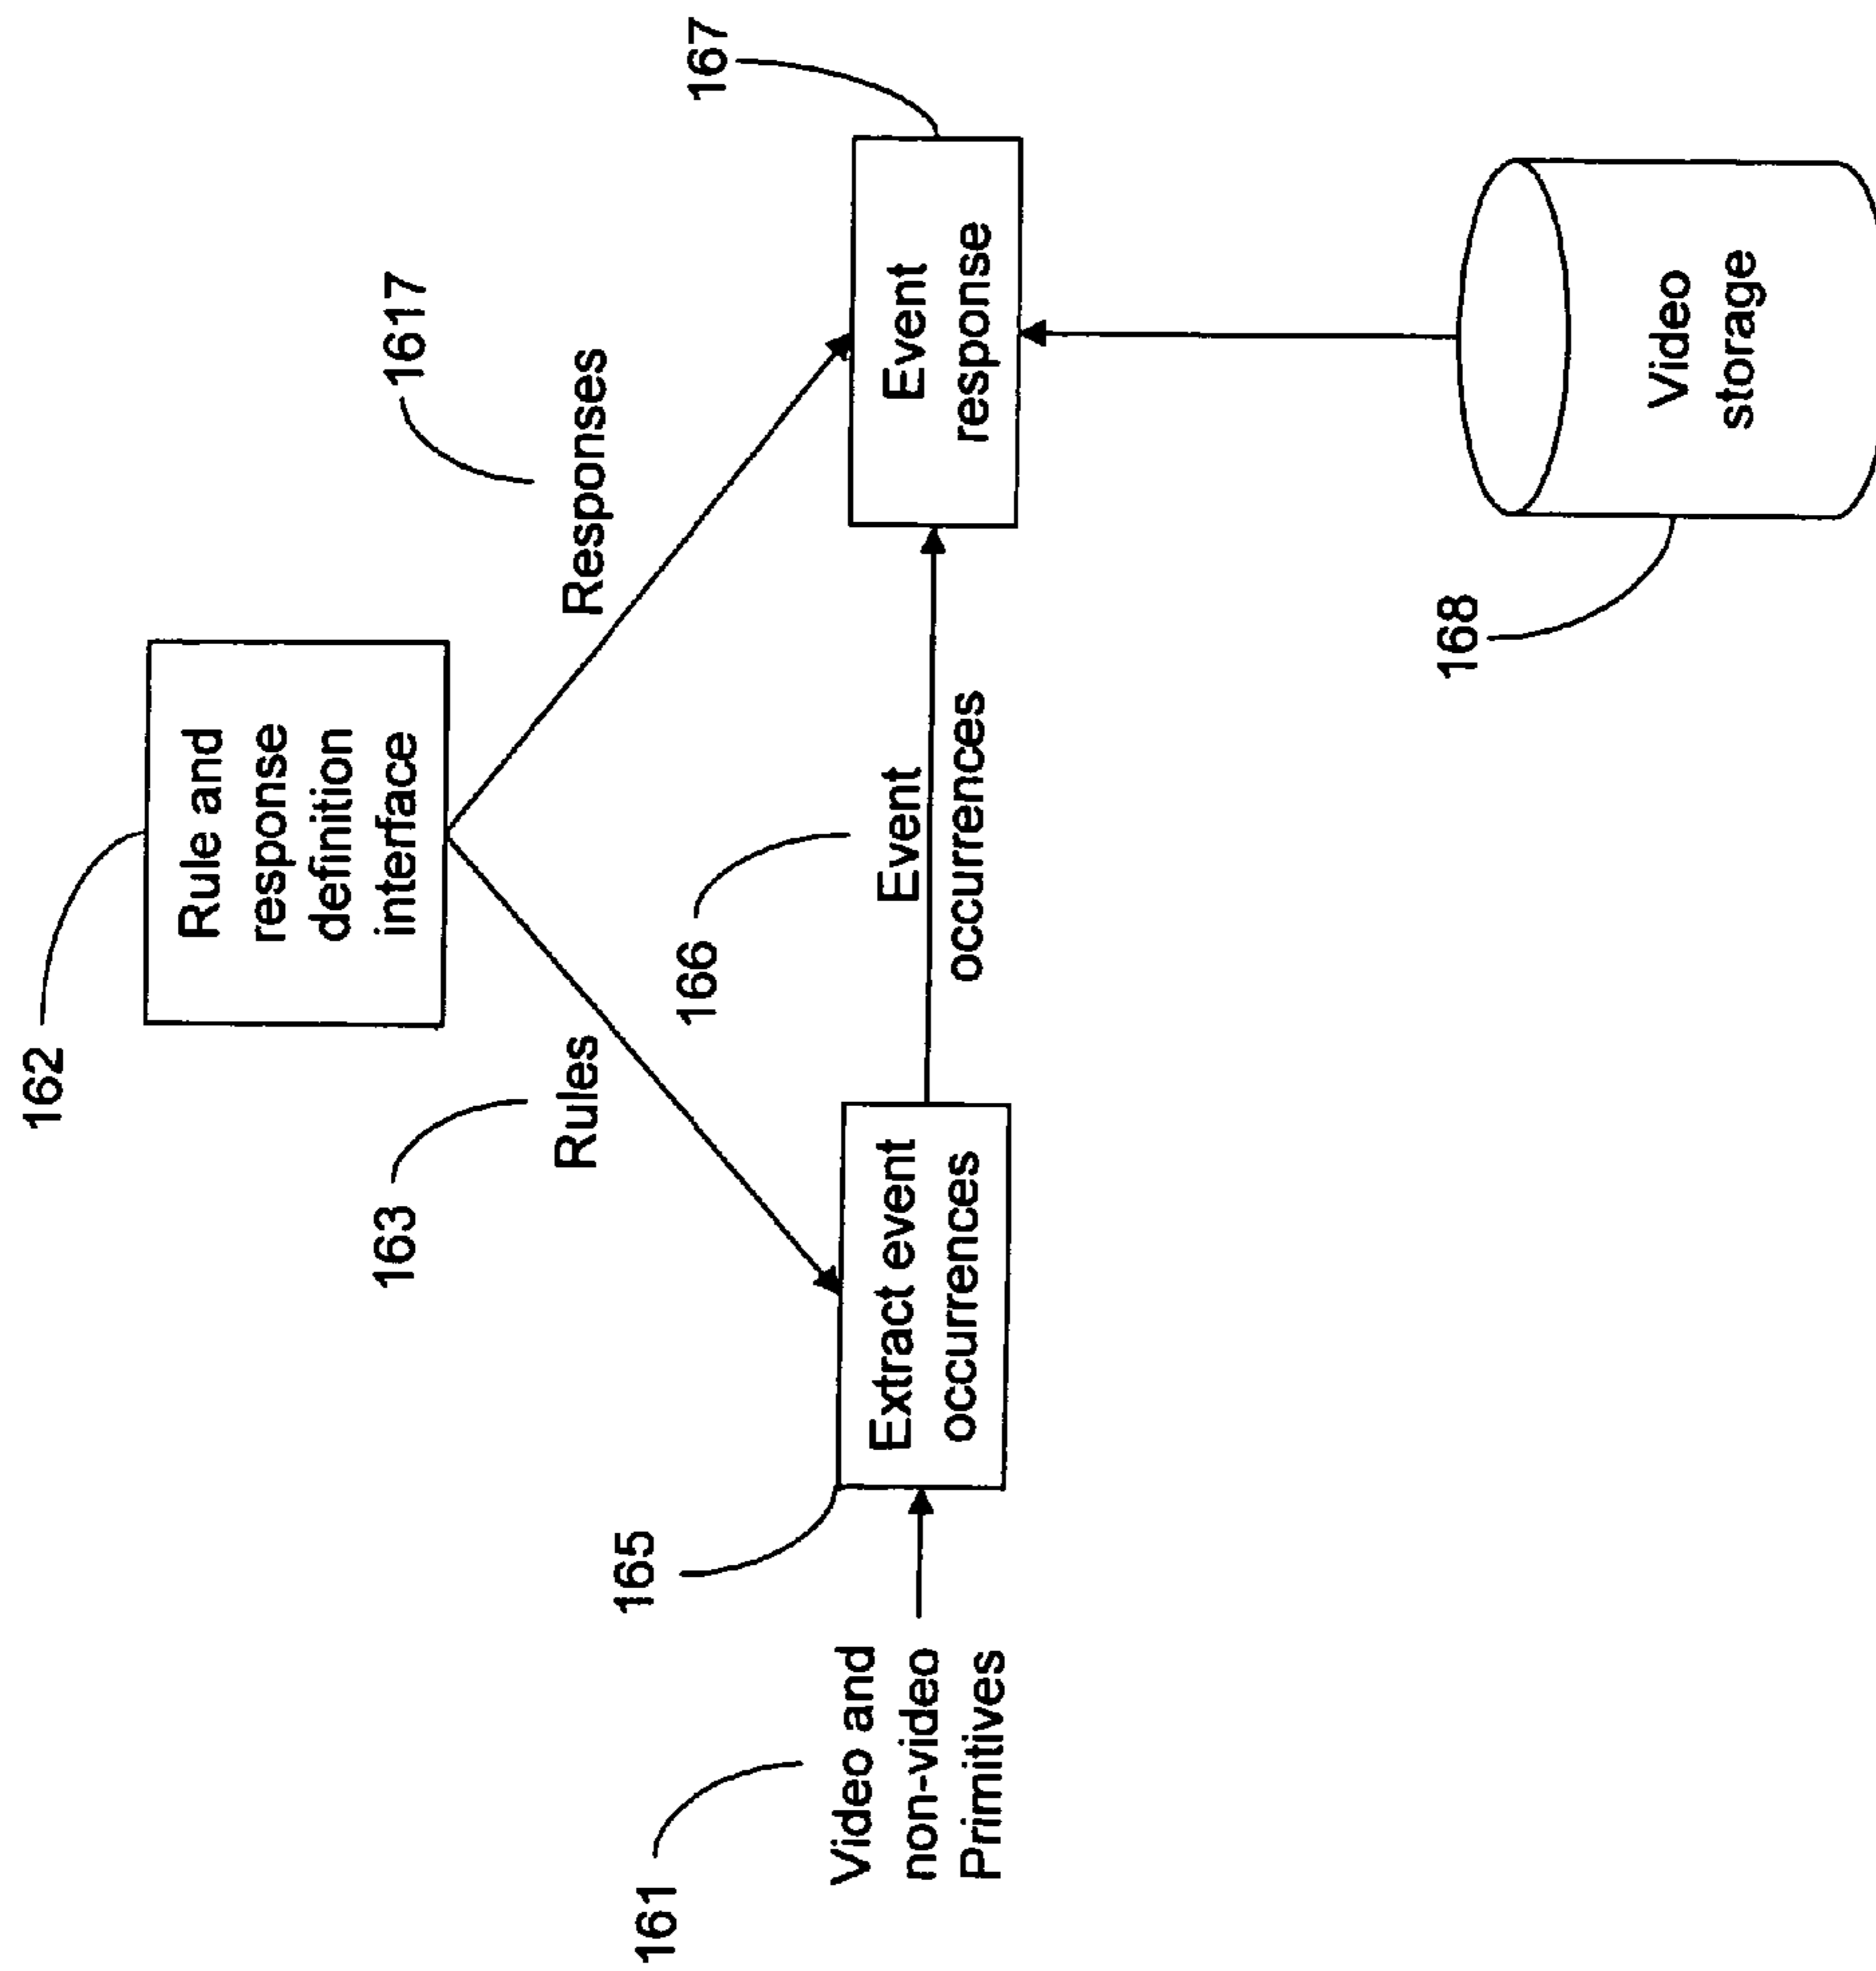 162
Rule and
response
definition
interface
163
Rules
1617
Responses
161
Video and
non-video
Primitives
165
Extract event
occurrences
166
Event
occurrences
167
Event
response
168
Video
storage